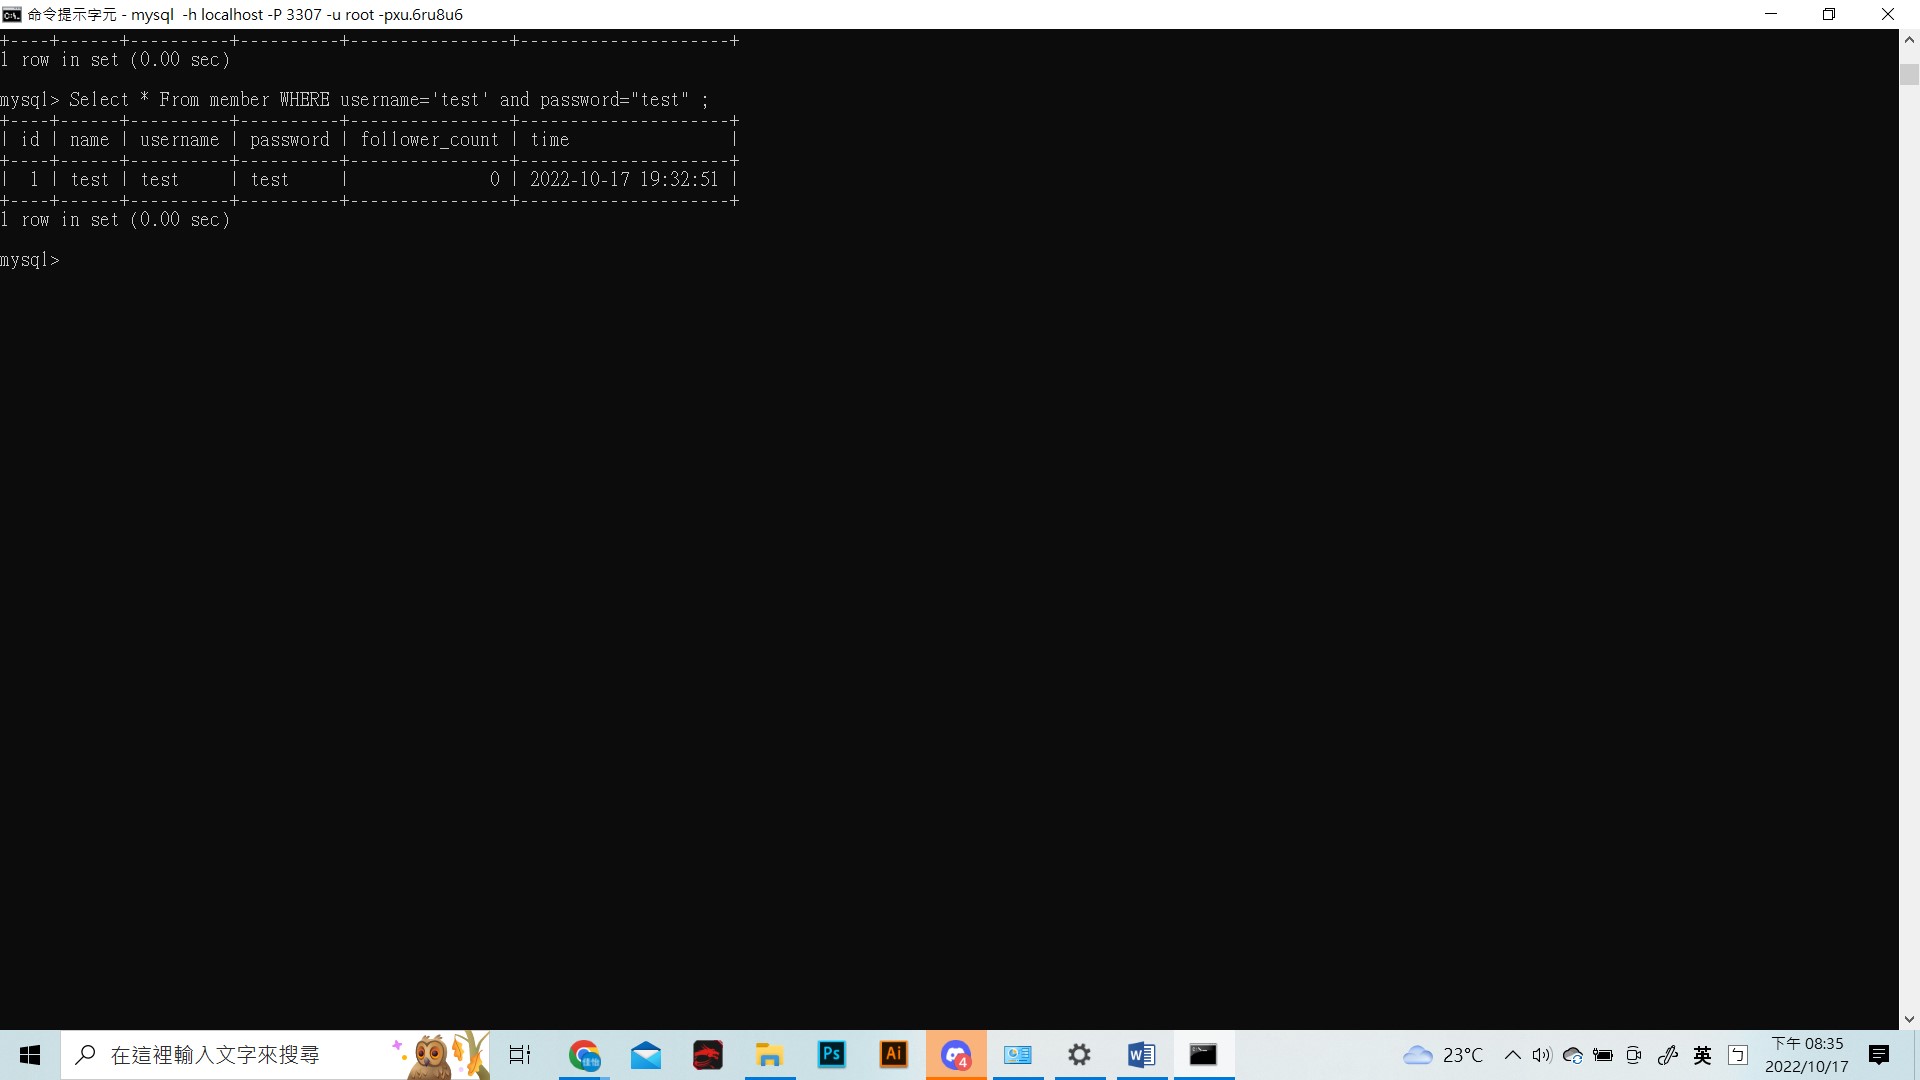 命令提示字元 - mysql  -h localhost -P 3307 -u root -pxu.6ru8u6
+----+------+----------+----------+----------------+---------------------+
1 row in set (0.00 sec)
mysql> Select * From member WHERE username='test' and password="test" ;
+----+------+----------+----------+----------------+---------------------+
| id | name | username | password | follower_count | time                |
+----+------+----------+----------+----------------+---------------------+
|  1 | test | test     | test     |              0 | 2022-10-17 19:32:51 |
+----+------+----------+----------+----------------+---------------------+
1 row in set (0.00 sec)
mysql>
在這裡輸入文字來搜尋
佳怡
Ps
Ai
4
23°C
英
ㄅ
下午 08:35
2022/10/17